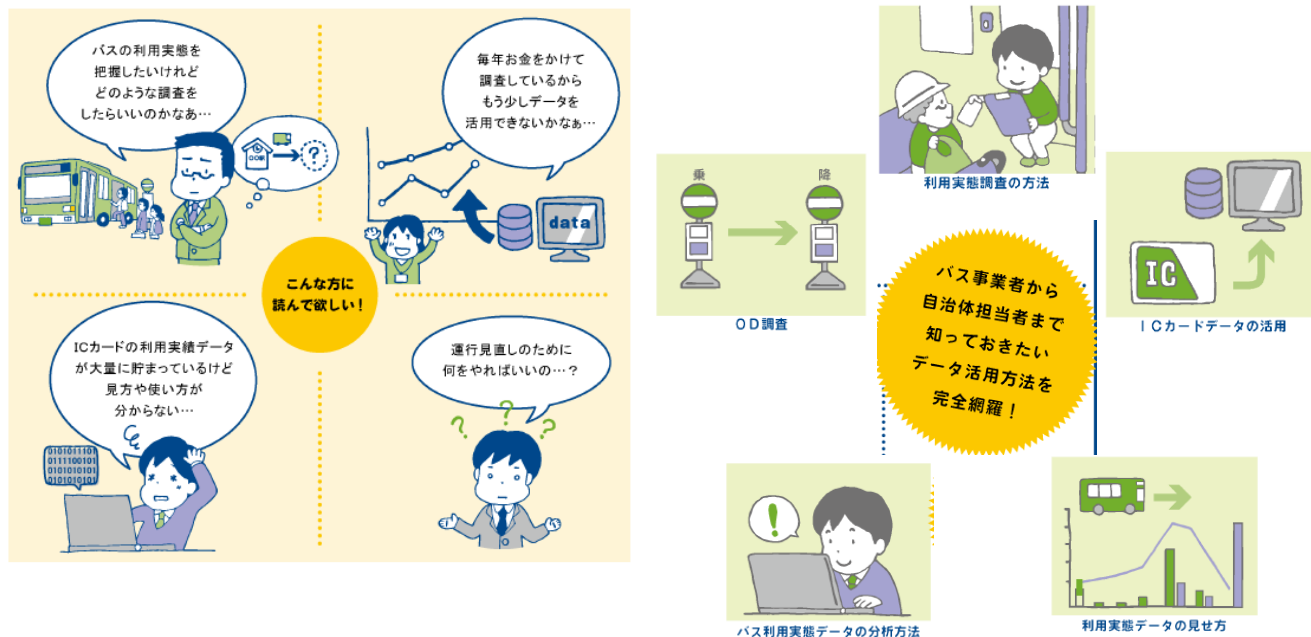 バスの利用実態を
把握したいけれど
どのような調査を
したらいいのかなあ…
〇〇駅
?
毎年お金をかけて
調査しているから
もう少しデータを
活用できないかなぁ…
data
こんな方に
読んで欲しい!
ICカードの利用実績データ
が大量に貯まっているけど
見方や使い方が
分からない…
0101011101
0111100101
0101010101
010101010
運行見直しのために
何をやればいいの…?
? ? ?
利用実態調査の方法
乗
降
OD調査
IC
ICカードデータの活用
バス事業者から
自治体担当者まで
知っておきたい
データ活用方法を
完全網羅!
!
バス利用実態データの分析方法
利用実態データの見せ方